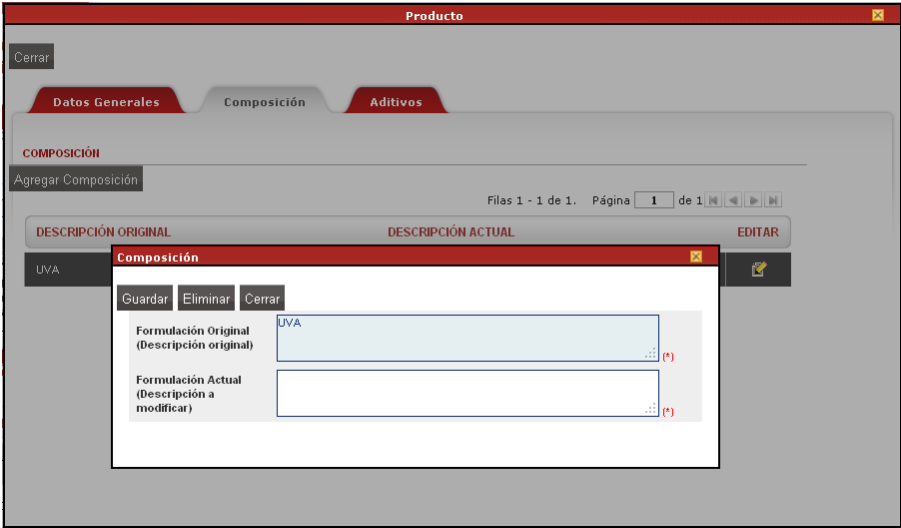 Producto
Cerrar
Datos Generales Composición Aditivos
COMPOSICIÓN
Agregar Composición
Filas 1 - 1 de 1. Página 1 de 1
DESCRIPCIÓN ORIGINAL DESCRIPCIÓN ACTUAL EDITAR
UVA
Composición
Guardar Eliminar Cerrar
Formulación Original
(Descripción original)
UVA
(*)
Formulación Actual
(Descripción a
modificar)
(*)